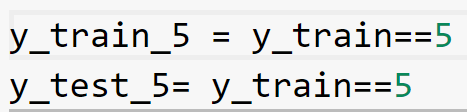 y_train_5 = y_train==5
y_test_5= y_train==5